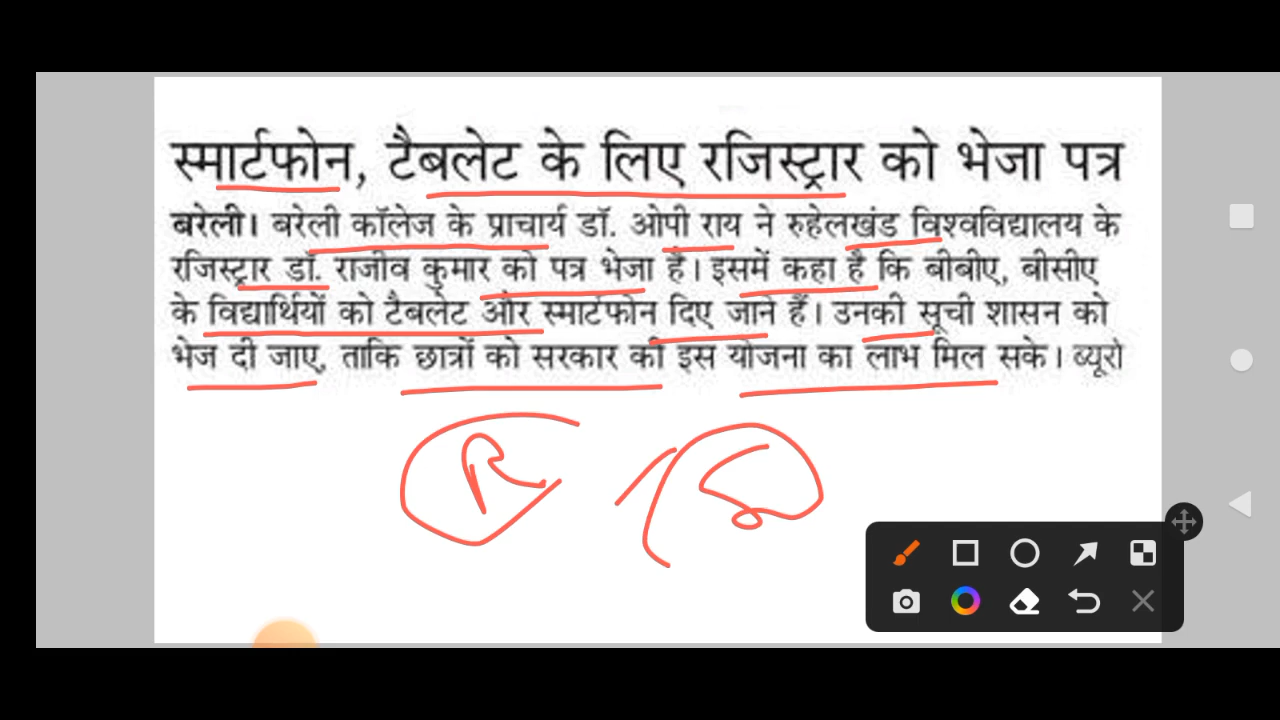 स्मार्टफोन, टैबलेट के लिए रजिस्ट्रार को भेजा पत्र
बरेली। बरेली कॉलेज के प्राचार्य डॉ. ओपी राय ने रुहेलखंड विश्वविद्यालय के
रजिस्ट्रार डॉ. राजीव कुमार को पत्र भेजा है। इसमें कहा है कि बीबीए, बीसीए
के विद्यार्थियों को टैबलेट और स्मार्टफोन दिए जाने हैं। उनकी सूची शासन को
भेज दी जाए, ताकि छात्रों को सरकार की इस योजना का लाभ मिल सके। ब्यूरो